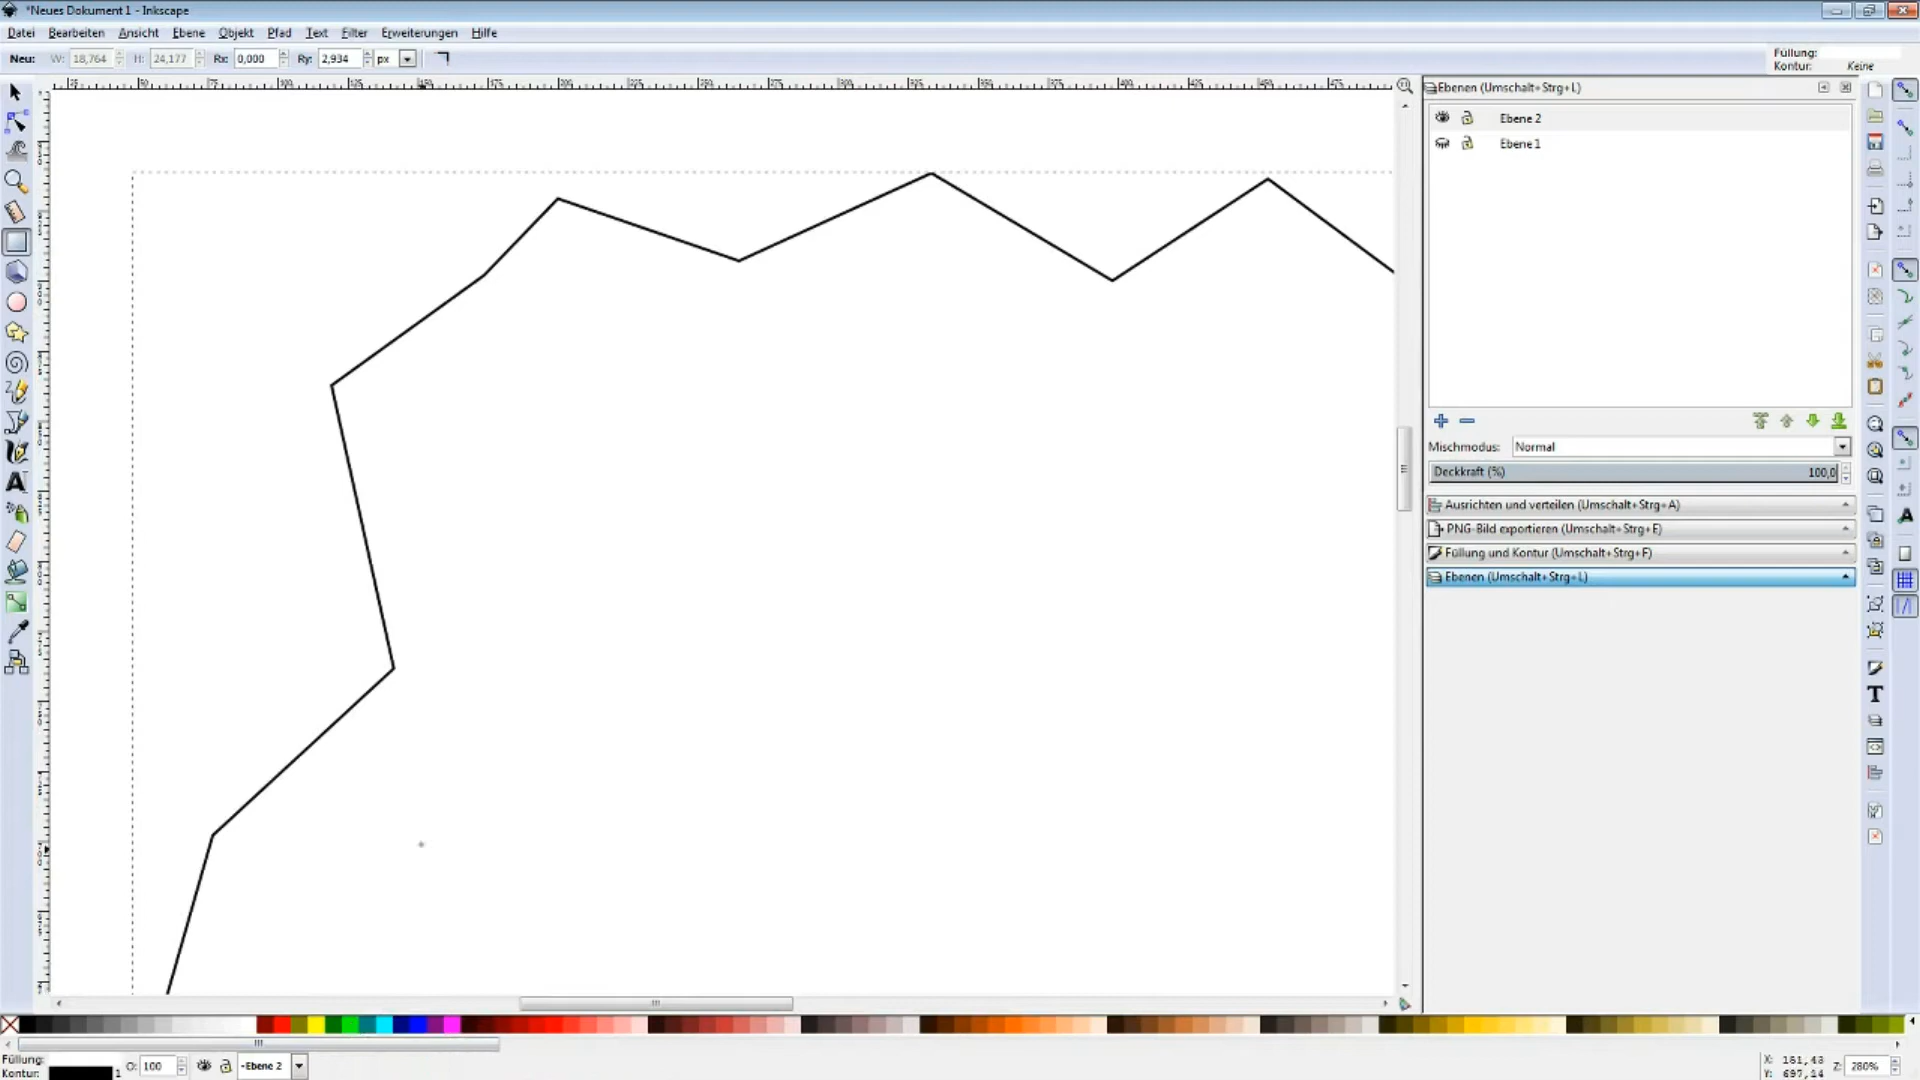 *Neues Dokument 1 - Inkscape
Datei Bearbeiten Ansicht Ebene Objekt Pfad Text Filter Erweiterungen Hilfe
Neu: W: 18,764 H: 24,177 Rx: 0,000 Ry: 2,934 px
Füllung:
Kontur: Keine
Ebenen (Umschalt+Strg+L)
Ebene 2
Ebene 1
Mischmodus: Normal
Deckkraft (%) 100,0
Ausrichten und verteilen (Umschalt+Strg+A)
PNG-Bild exportieren (Umschalt+Strg+E)
Füllung und Kontur (Umschalt+Strg+F)
Ebenen (Umschalt+Strg+L)
Füllung:
Kontur: 1
O: 100
-Ebene 2
X: 161,43
Y: 697,14
Z: 280%